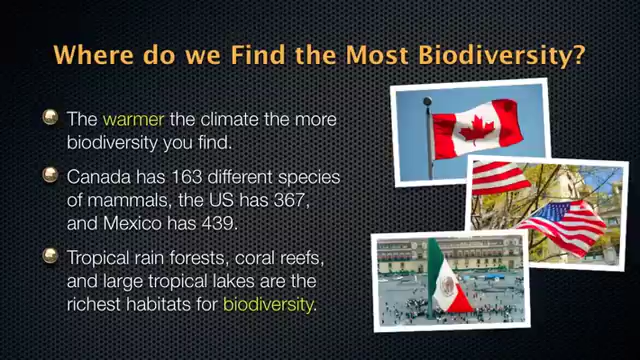 Where do we Find the Most Biodiversity?
The warmer the climate the more
biodiversity you find.
Canada has 163 different species
of mammals, the US has 367,
and Mexico has 439.
Tropical rain forests, coral reefs,
and large tropical lakes are the
richest habitats for biodiversity.